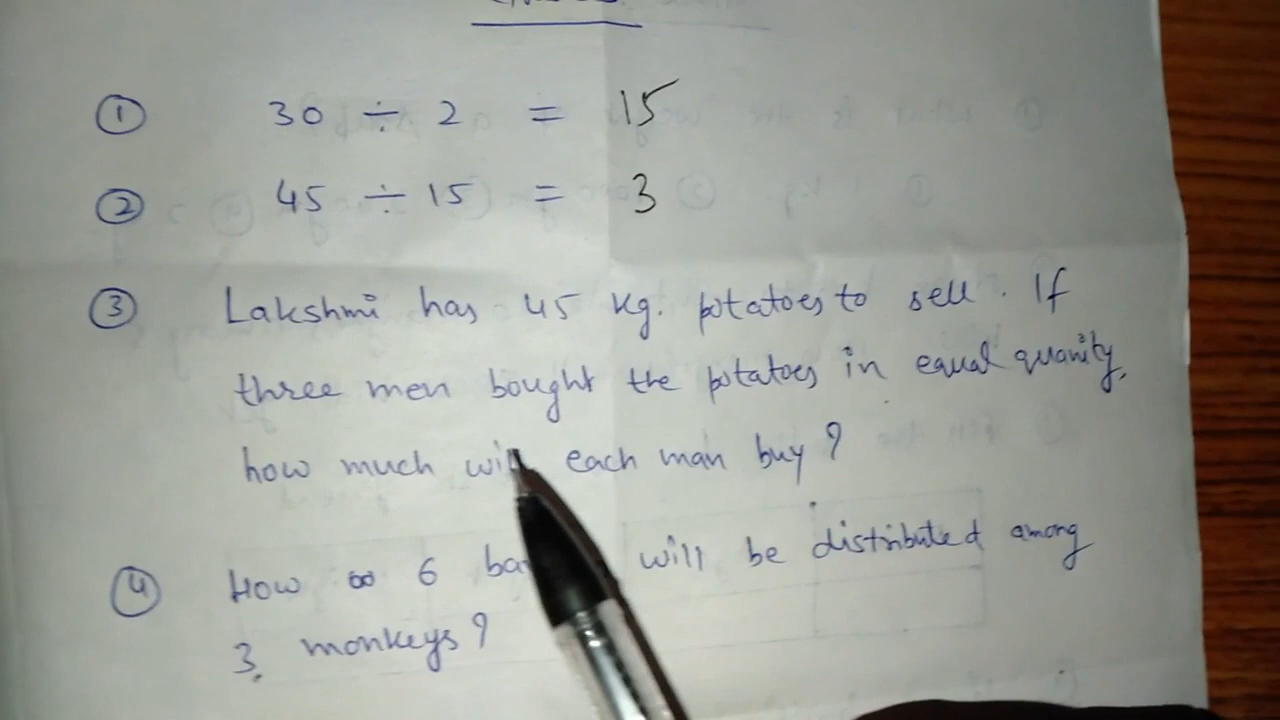 ① 30 ÷ 2 = 15
② 45 ÷ 15 = 3
③ Lakshmi has 45 kg. potatoes to sell. If
three men bought the potatoes in equal quanity,
how much will each man buy?
④ How 6 will be distributed among
3 monkeys?